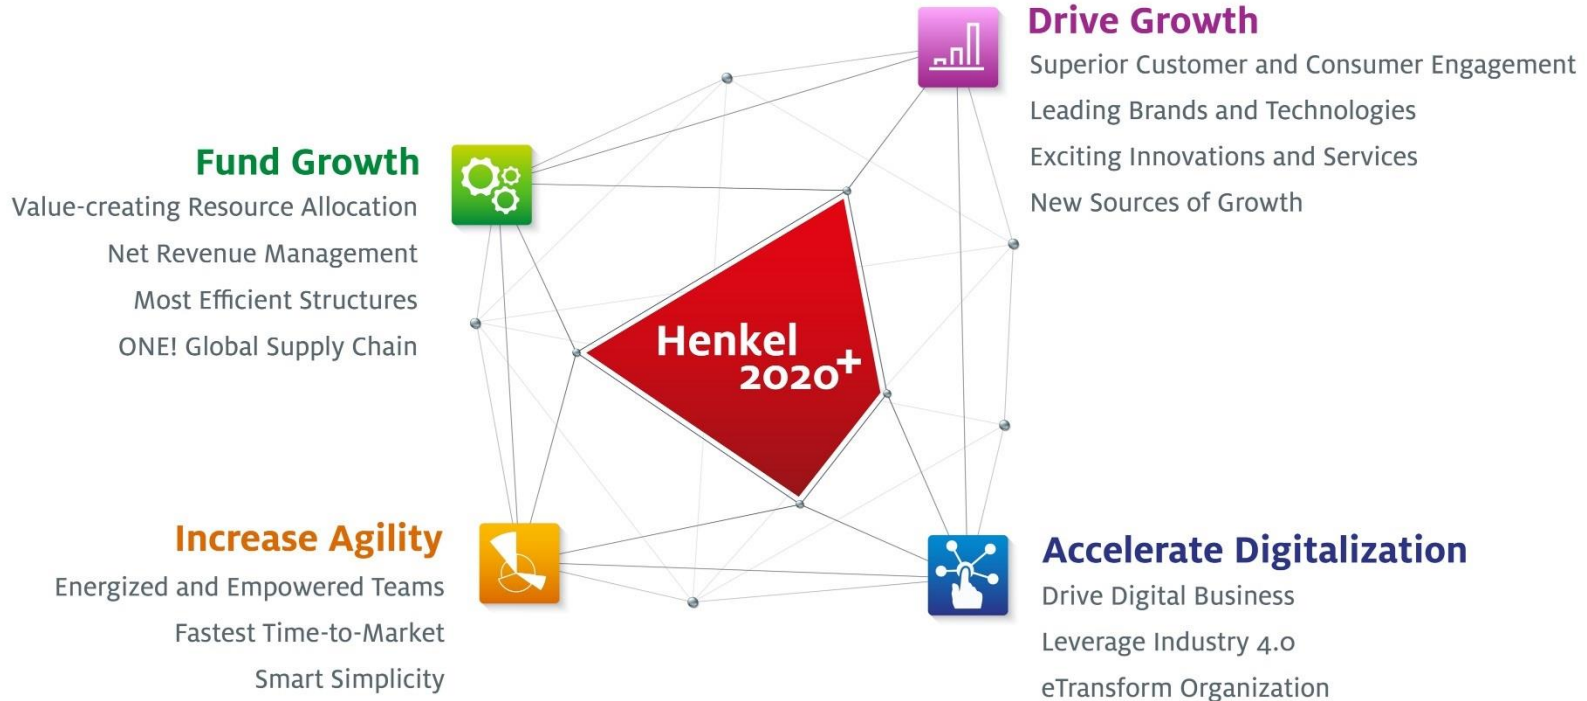 Drive Growth
Superior Customer and Consumer Engagement
Leading Brands and Technologies
Exciting Innovations and Services
New Sources of Growth
Fund Growth
Value-creating Resource Allocation
Net Revenue Management
Most Efficient Structures
ONE! Global Supply Chain
Henkel
2020+
Increase Agility
Energized and Empowered Teams
Fastest Time-to-Market
Smart Simplicity
Accelerate Digitalization
Drive Digital Business
Leverage Industry 4.0
eTransform Organization